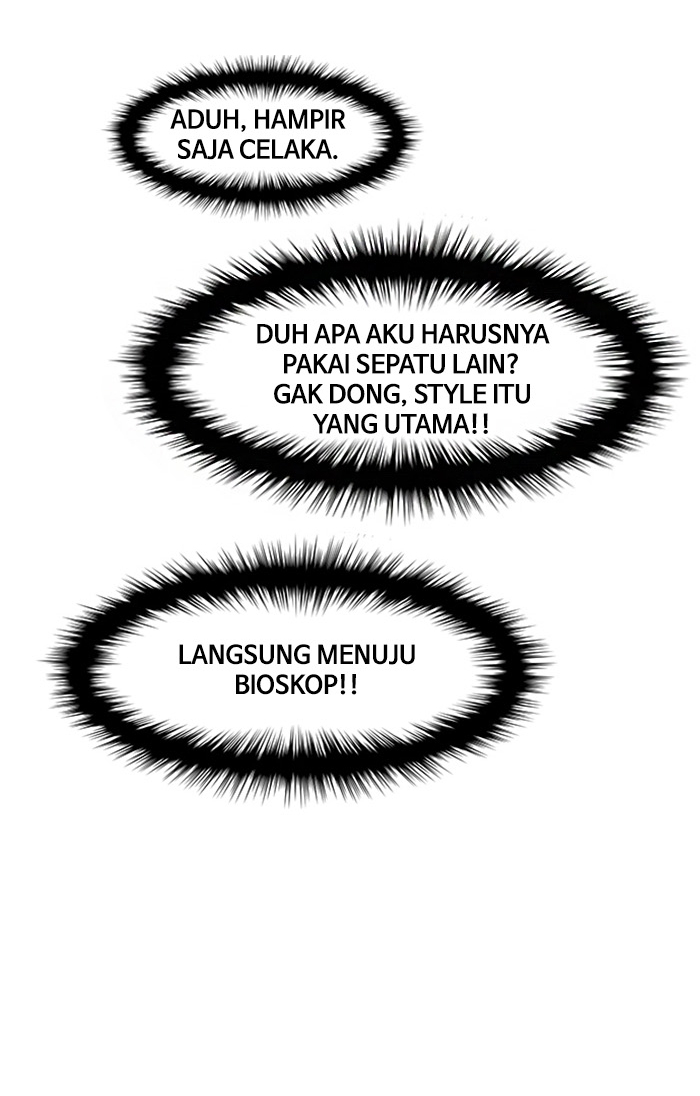 ADUH, HAMPIR
SAJA CELAKA.
DUH APA AKU HARUSNYA
PAKAI SEPATU LAIN?
GAK DONG, STYLE ITU
YANG UTAMA!!
LANGSUNG MENUJU
BIOSKOP!!